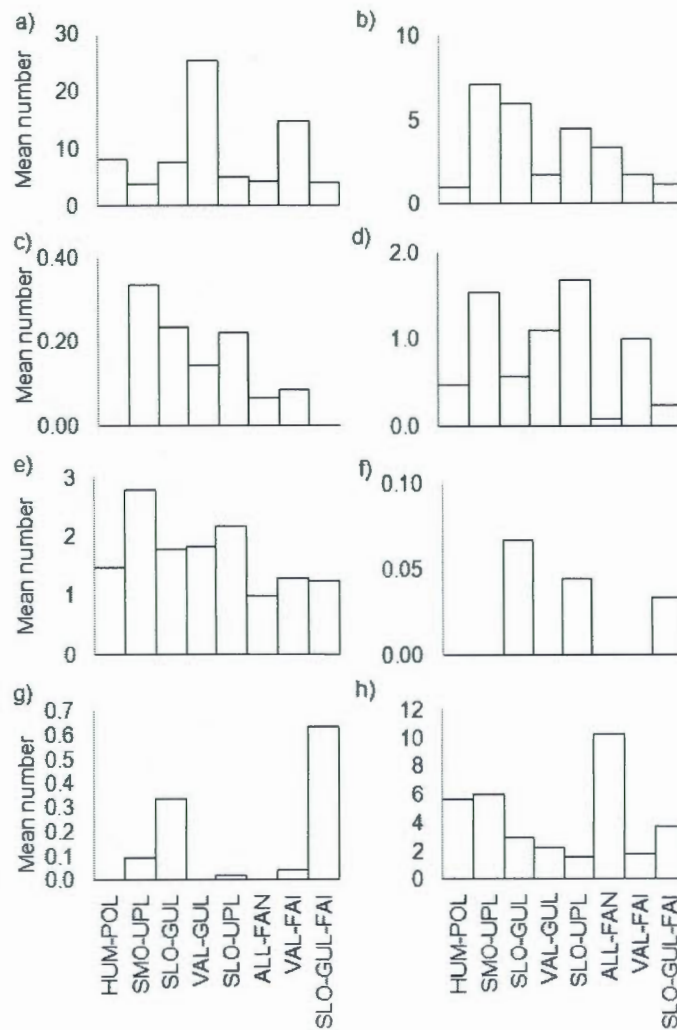 a)
30
20
10
0
Mean number
b)
10
5
0
c)
0.40
0.20
0.00
Mean number
d)
2.0
1.0
0.0
e)
3
2
1
0
Mean number
f)
0.10
0.05
0.00
g)
0.7
0.6
0.5
0.4
0.3
0.2
0.1
0.0
Mean number
HUM-POL
SMO-UPL
SLO-GUL
VAL-GUL
SLO-UPL
ALL-FAN
VAL-FAI
SLO-GUL-FAI
h)
12
10
8
6
4
2
0
HUM-POL
SMO-UPL
SLO-GUL
VAL-GUL
SLO-UPL
ALL-FAN
VAL-FAI
SLO-GUL-FAI